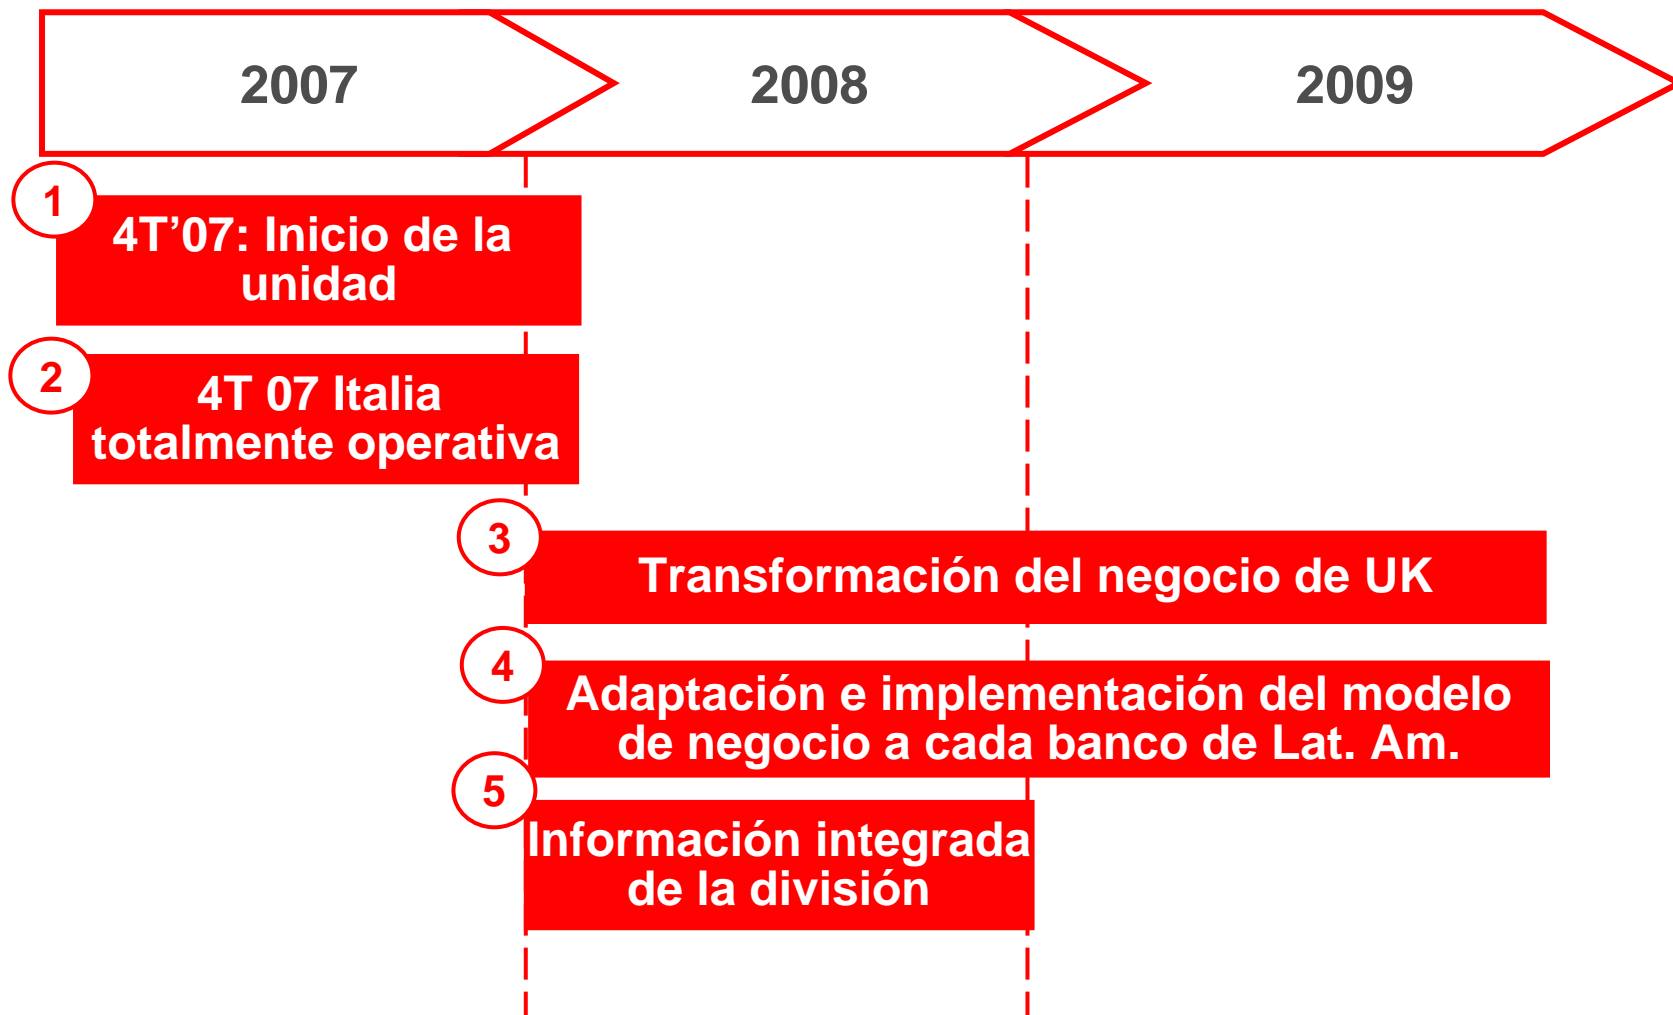 2007
2008
2009
1
4T’07: Inicio de la
unidad
2
4T 07 Italia
totalmente operativa
3
Transformación del negocio de UK
4
Adaptación e implementación del modelo
de negocio a cada banco de Lat. Am.
5
Información integrada
de la división